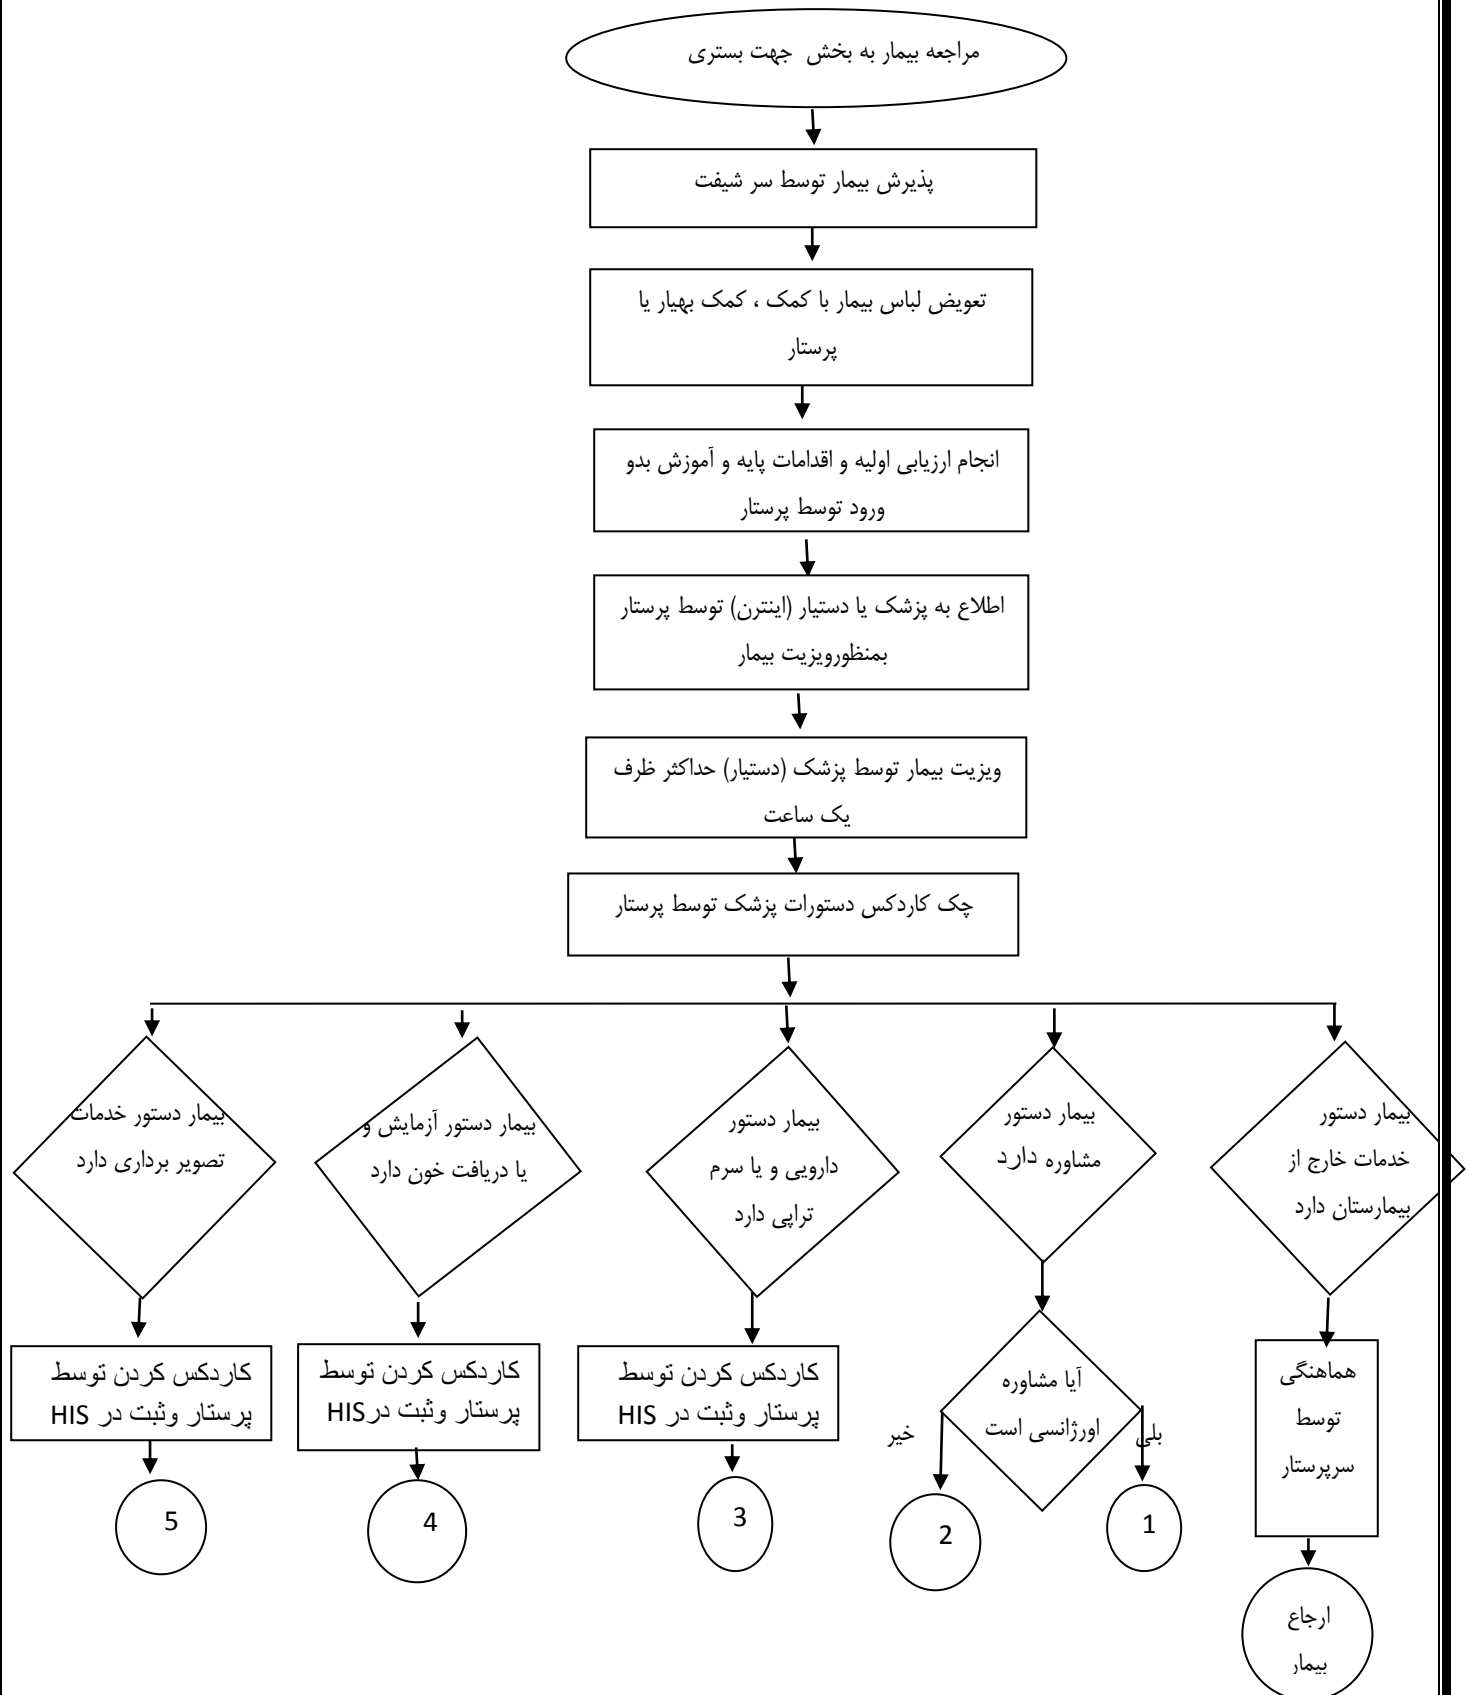 مراجعه بیمار به بخش جهت بستری
پذیرش بیمار توسط سر شیفت
تعویض لباس بیمار با کمک ، کمک بهیار یا
پرستار
انجام ارزیابی اولیه و اقدامات پایه و آموزش بدو
ورود توسط پرستار
اطلاع به پزشک یا دستیار (اینترن) توسط پرستار
بمنظورویزیت بیمار
ویزیت بیمار توسط پزشک (دستیار) حداکثر ظرف
یک ساعت
چک کاردکس دستورات پزشک توسط پرستار
بیمار دستور
خدمات خارج از
بیمارستان دارد
بیمار دستور
مشاوره دارد
بیمار دستور
دارویی و یا سرم
تراپی دارد
بیمار دستور آزمایش و
یا دریافت خون دارد
بیمار دستور خدمات
تصویر برداری دارد
هماهنگی
توسط
سرپرستار
آیا مشاوره
اورژانسی است
بلی
خیر
کاردکس کردن توسط
پرستار وثبت در HIS
کاردکس کردن توسط
پرستار وثبت درHIS
کاردکس کردن توسط
پرستار وثبت در HIS
ارجاع
بیمار
1
2
3
4
5